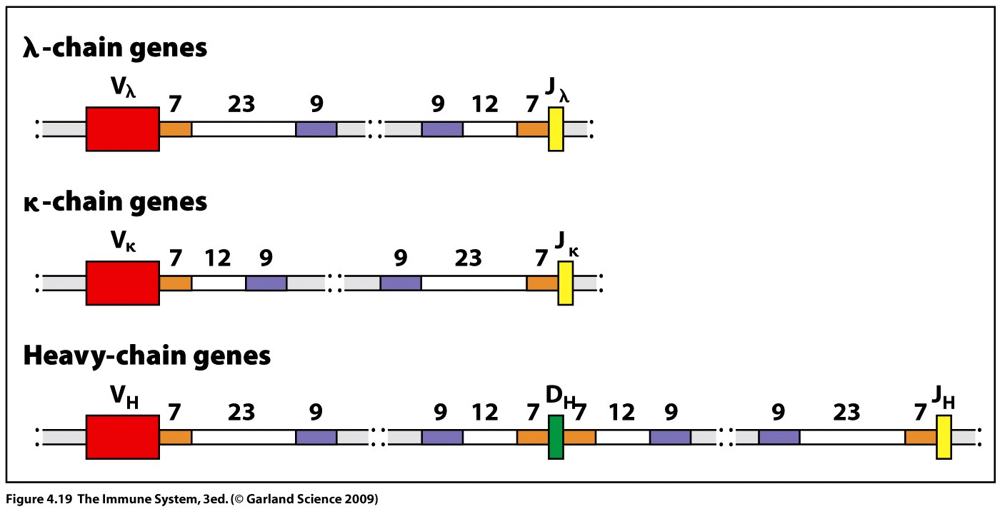 λ-chain genes
Vλ Jλ
7 23 9 9 12 7
κ-chain genes
Vκ Jκ
7 12 9 9 23 7
Heavy-chain genes
VH DH JH
7 23 9 9 12 7 7 12 9 9 23 7
Figure 4.19 The Immune System, 3ed. (© Garland Science 2009)